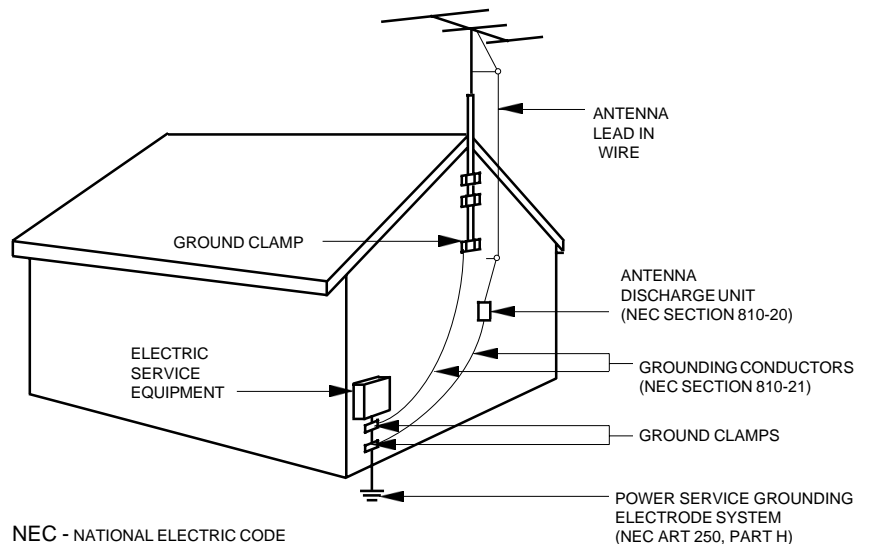 ANTENNA
LEAD IN
WIRE
GROUND CLAMP
ANTENNA
DISCHARGE UNIT
(NEC SECTION 810-20)
ELECTRIC
SERVICE
EQUIPMENT
GROUNDING CONDUCTORS
(NEC SECTION 810-21)
GROUND CLAMPS
POWER SERVICE GROUNDING
ELECTRODE SYSTEM
(NEC ART 250, PART H)
NEC - NATIONAL ELECTRIC CODE